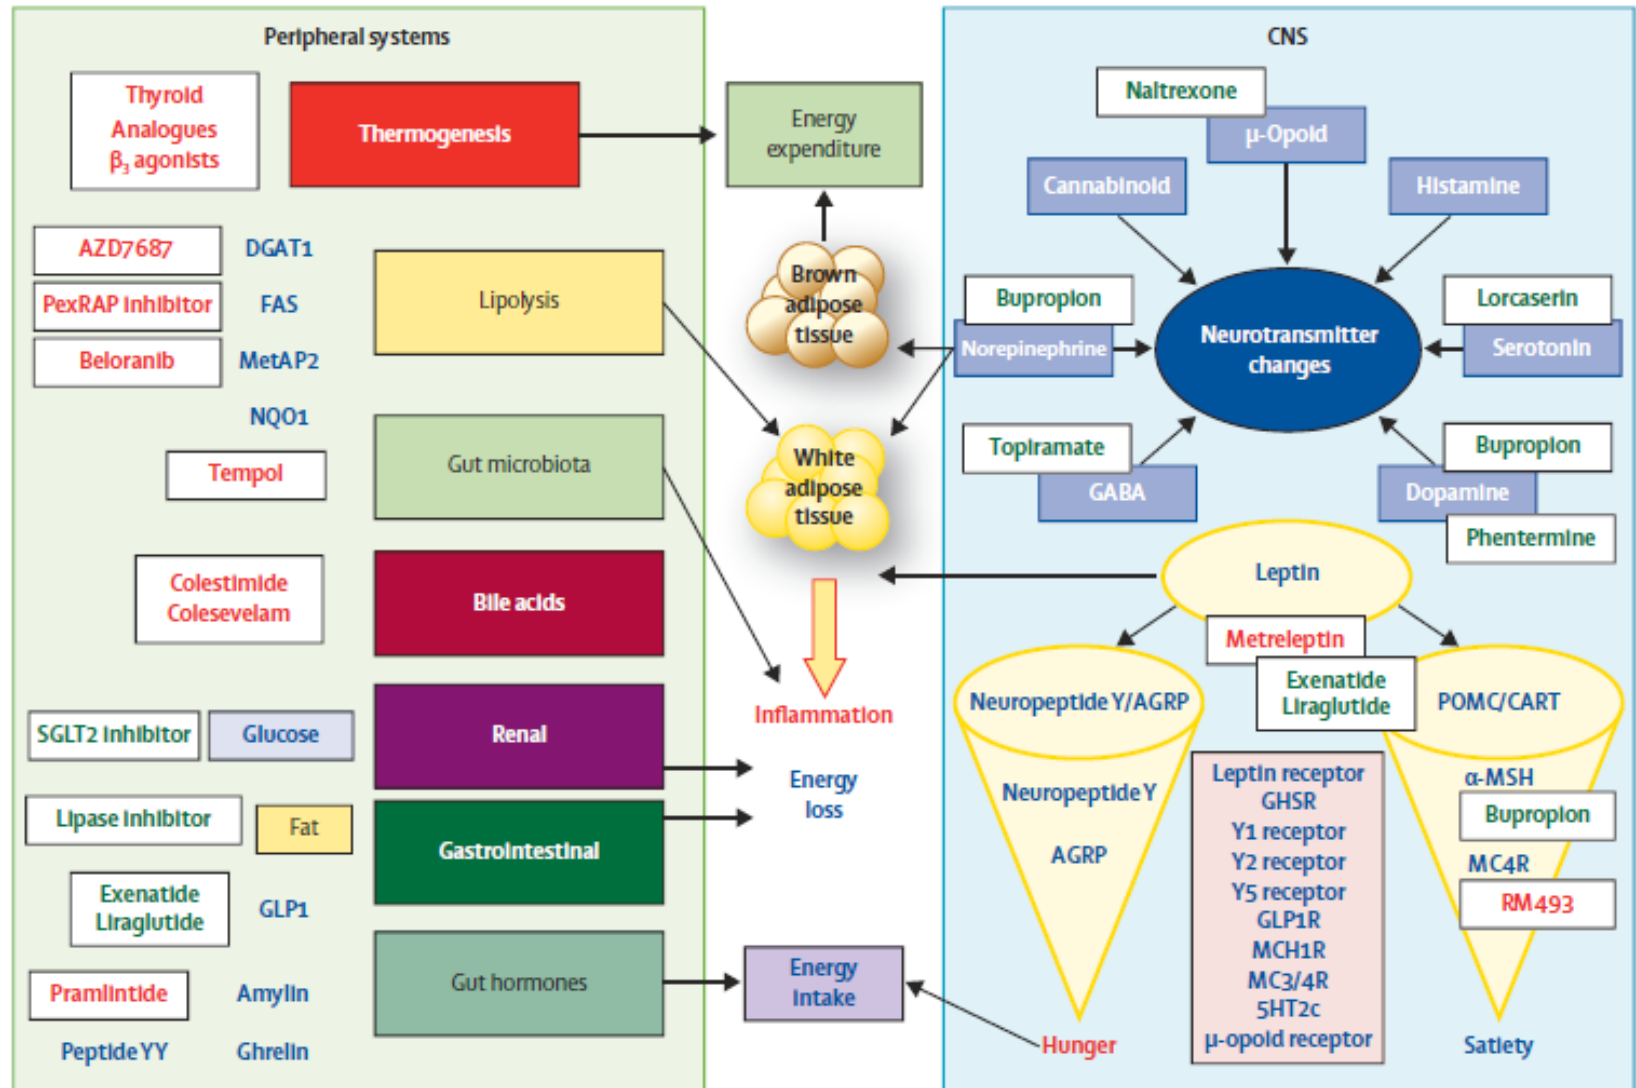 Peripheral systems
Thyroid
Analogues
β₃ agonists
Thermogenesis
AZD7687
DGAT1
PexRAP inhibitor
FAS
Beloranib
MetAP2
NQO1
Lipolysis
Tempol
Gut microbiota
Colestimide
Colesevelam
Bile acids
SGLT2 inhibitor
Glucose
Renal
Lipase inhibitor
Fat
Gastrointestinal
Exenatide
Liraglutide
GLP1
Pramlintide
Amylin
Gut hormones
Peptide YY
Ghrelin
Energy
expenditure
Brown
adipose
tissue
White
adipose
tissue
Inflammation
Energy
loss
Energy
intake
CNS
Naltrexone
μ-Opoid
Cannabinoid
Histamine
Bupropion
Norepinephrine
Lorcaserin
Serotonin
Neurotransmitter
changes
Topiramate
GABA
Bupropion
Dopamine
Phentermine
Leptin
Metreleptin
Exenatide
Liraglutide
Neuropeptide Y/AGRP
Neuropeptide Y
AGRP
Hunger
Leptin receptor
GHSR
Y1 receptor
Y2 receptor
Y5 receptor
GLP1R
MCH1R
MC3/4R
5HT2c
μ-opoid receptor
POMC/CART
α-MSH
Bupropion
MC4R
RM493
Satiety